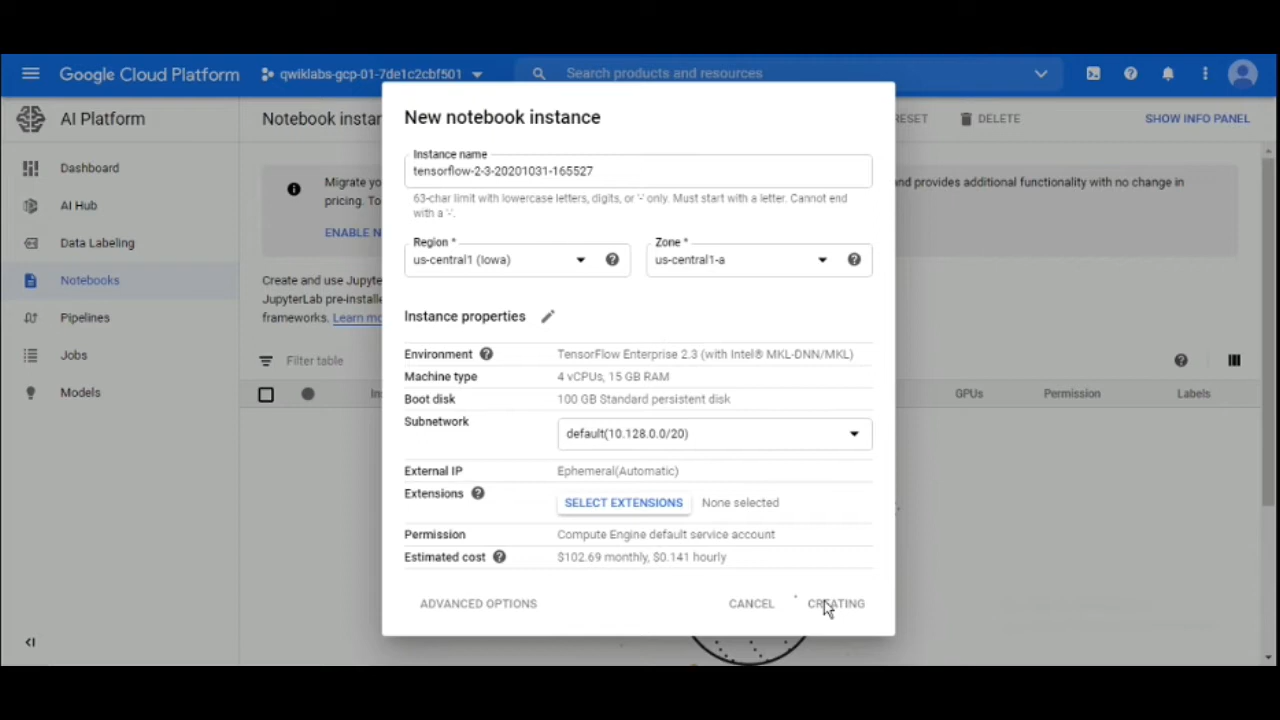 Google Cloud Platform
qwiklabs-gcp-01-7de1c2cbf501
Search products and resources
AI Platform
Notebook instan
RESET
DELETE
SHOW INFO PANEL
Dashboard
AI Hub
Data Labeling
Notebooks
Pipelines
Jobs
Models
Migrate yo
and provides additional functionality with no change in
pricing. To
ENABLE N
Create and use Jupyte
JupyterLab pre-installe
frameworks. Learn mo
Filter table
GPUs
Permission
Labels
New notebook instance
Instance name
tensorflow-2-3-20201031-165527
63-char limit with lowercase letters, digits, or '-' only. Must start with a letter. Cannot end
with a '-'.
Region *
us-central1 (Iowa)
Zone *
us-central1-a
Instance properties
Environment
TensorFlow Enterprise 2.3 (with Intel® MKL-DNN/MKL)
Machine type
4 vCPUs, 15 GB RAM
Boot disk
100 GB Standard persistent disk
Subnetwork
default(10.128.0.0/20)
External IP
Ephemeral(Automatic)
Extensions
SELECT EXTENSIONS
None selected
Permission
Compute Engine default service account
Estimated cost
$102.69 monthly, $0.141 hourly
ADVANCED OPTIONS
CANCEL
CREATING